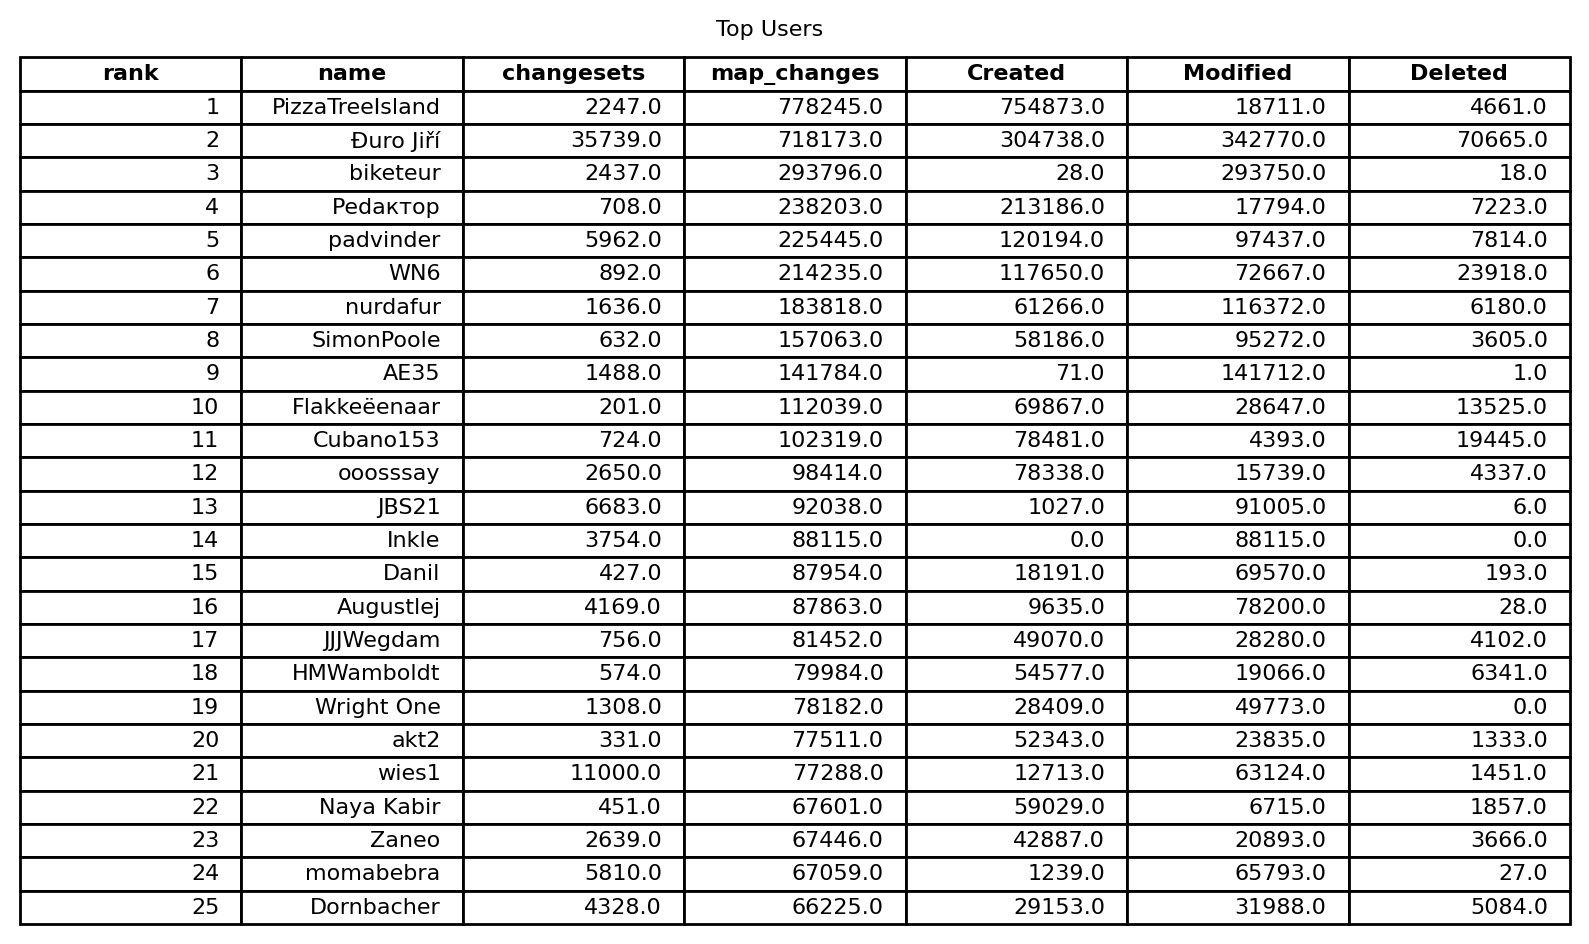 Top Users
rank name changesets map_changes Created Modified Deleted
1 PizzaTreeIsland 2247.0 778245.0 754873.0 18711.0 4661.0
2 Đuro Jiří 35739.0 718173.0 304738.0 342770.0 70665.0
3 biketeur 2437.0 293796.0 28.0 293750.0 18.0
4 Pedaктор 708.0 238203.0 213186.0 17794.0 7223.0
5 padvinder 5962.0 225445.0 120194.0 97437.0 7814.0
6 WN6 892.0 214235.0 117650.0 72667.0 23918.0
7 nurdafur 1636.0 183818.0 61266.0 116372.0 6180.0
8 SimonPoole 632.0 157063.0 58186.0 95272.0 3605.0
9 AE35 1488.0 141784.0 71.0 141712.0 1.0
10 Flakkeëenaar 201.0 112039.0 69867.0 28647.0 13525.0
11 Cubano153 724.0 102319.0 78481.0 4393.0 19445.0
12 ooosssay 2650.0 98414.0 78338.0 15739.0 4337.0
13 JBS21 6683.0 92038.0 1027.0 91005.0 6.0
14 Inkle 3754.0 88115.0 0.0 88115.0 0.0
15 Danil 427.0 87954.0 18191.0 69570.0 193.0
16 Augustlej 4169.0 87863.0 9635.0 78200.0 28.0
17 JJJWegdam 756.0 81452.0 49070.0 28280.0 4102.0
18 HMWamboldt 574.0 79984.0 54577.0 19066.0 6341.0
19 Wright One 1308.0 78182.0 28409.0 49773.0 0.0
20 akt2 331.0 77511.0 52343.0 23835.0 1333.0
21 wies1 11000.0 77288.0 12713.0 63124.0 1451.0
22 Naya Kabir 451.0 67601.0 59029.0 6715.0 1857.0
23 Zaneo 2639.0 67446.0 42887.0 20893.0 3666.0
24 momabebra 5810.0 67059.0 1239.0 65793.0 27.0
25 Dornbacher 4328.0 66225.0 29153.0 31988.0 5084.0